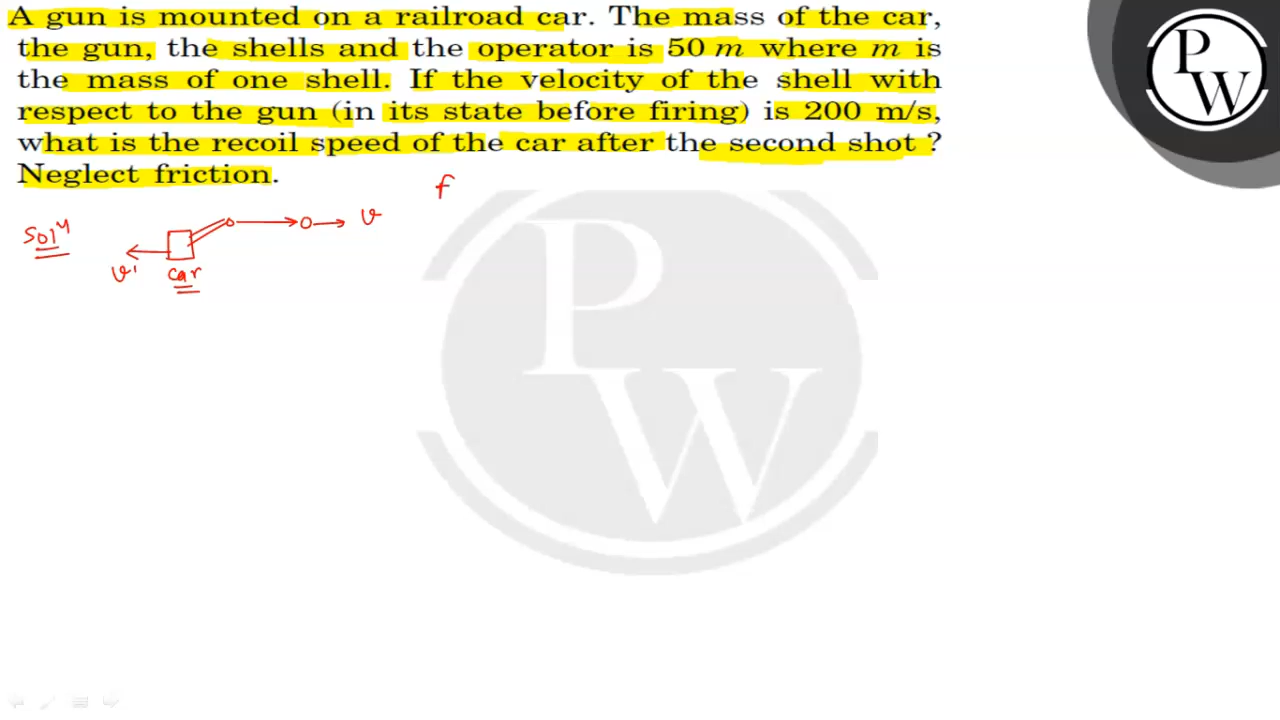 A gun is mounted on a railroad car. The mass of the car,
the gun, the shells and the operator is 50 m where m is
the mass of one shell. If the velocity of the shell with
respect to the gun (in its state before firing) is 200 m/s,
what is the recoil speed of the car after the second shot ?
Neglect friction.
f
Solⁿ
v
v'
car
P
W
P
W